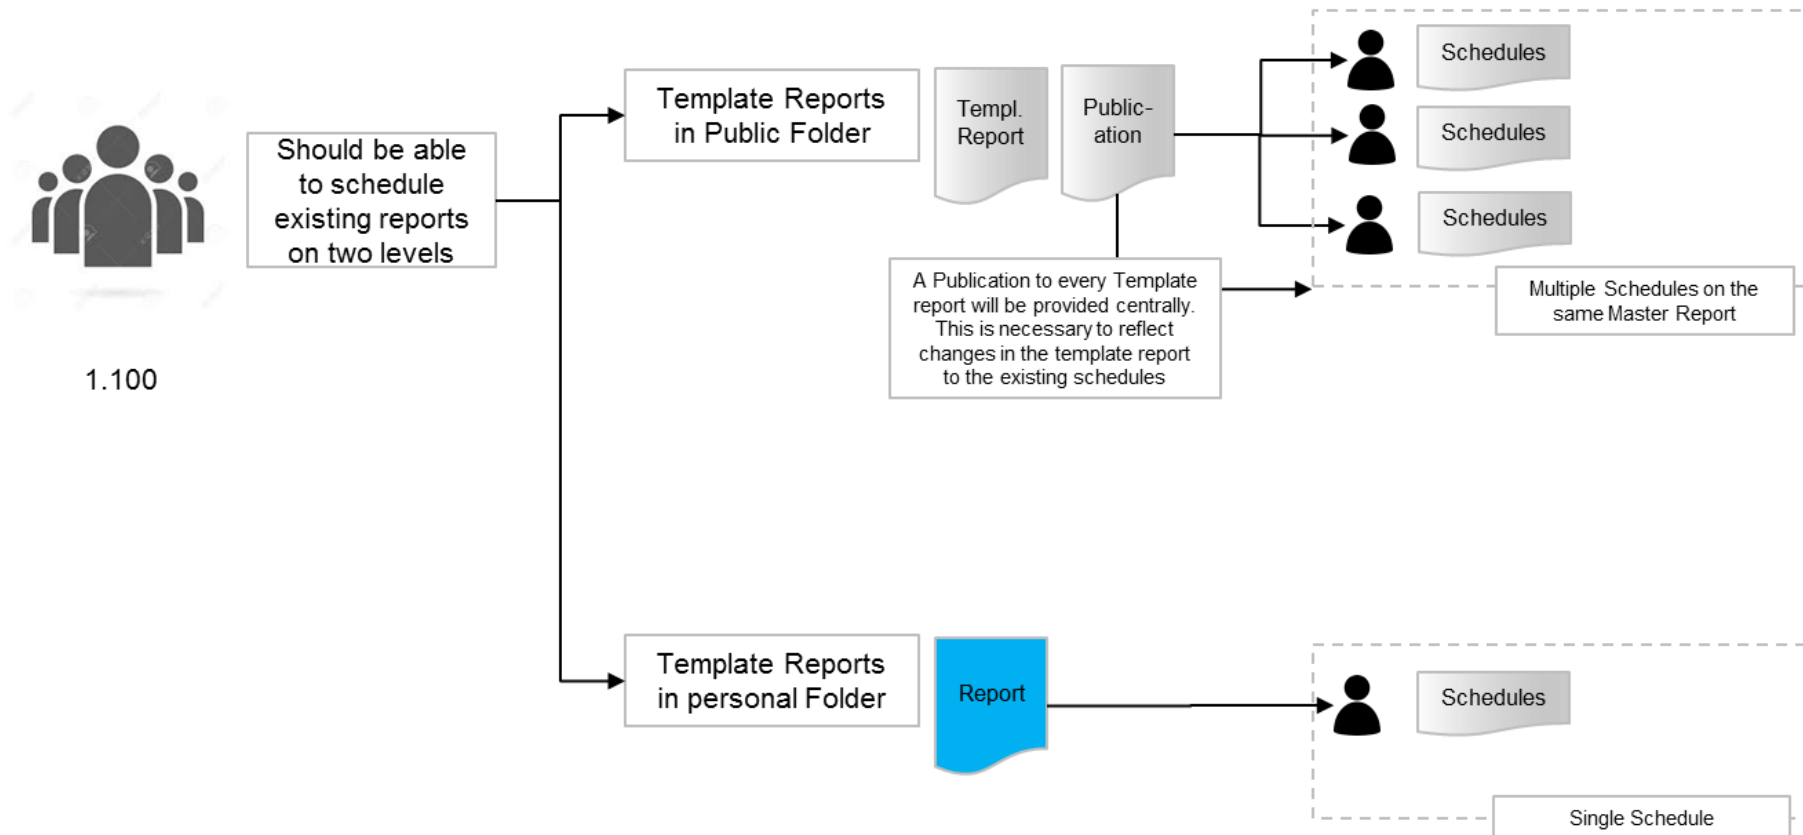 1.100
Should be able
to schedule
existing reports
on two levels
Template Reports
in Public Folder
Templ.
Report
Public-
ation
Schedules
Schedules
Schedules
A Publication to every Template
report will be provided centrally.
This is necessary to reflect
changes in the template report
to the existing schedules
Multiple Schedules on the
same Master Report
Template Reports
in personal Folder
Report
Schedules
Single Schedule